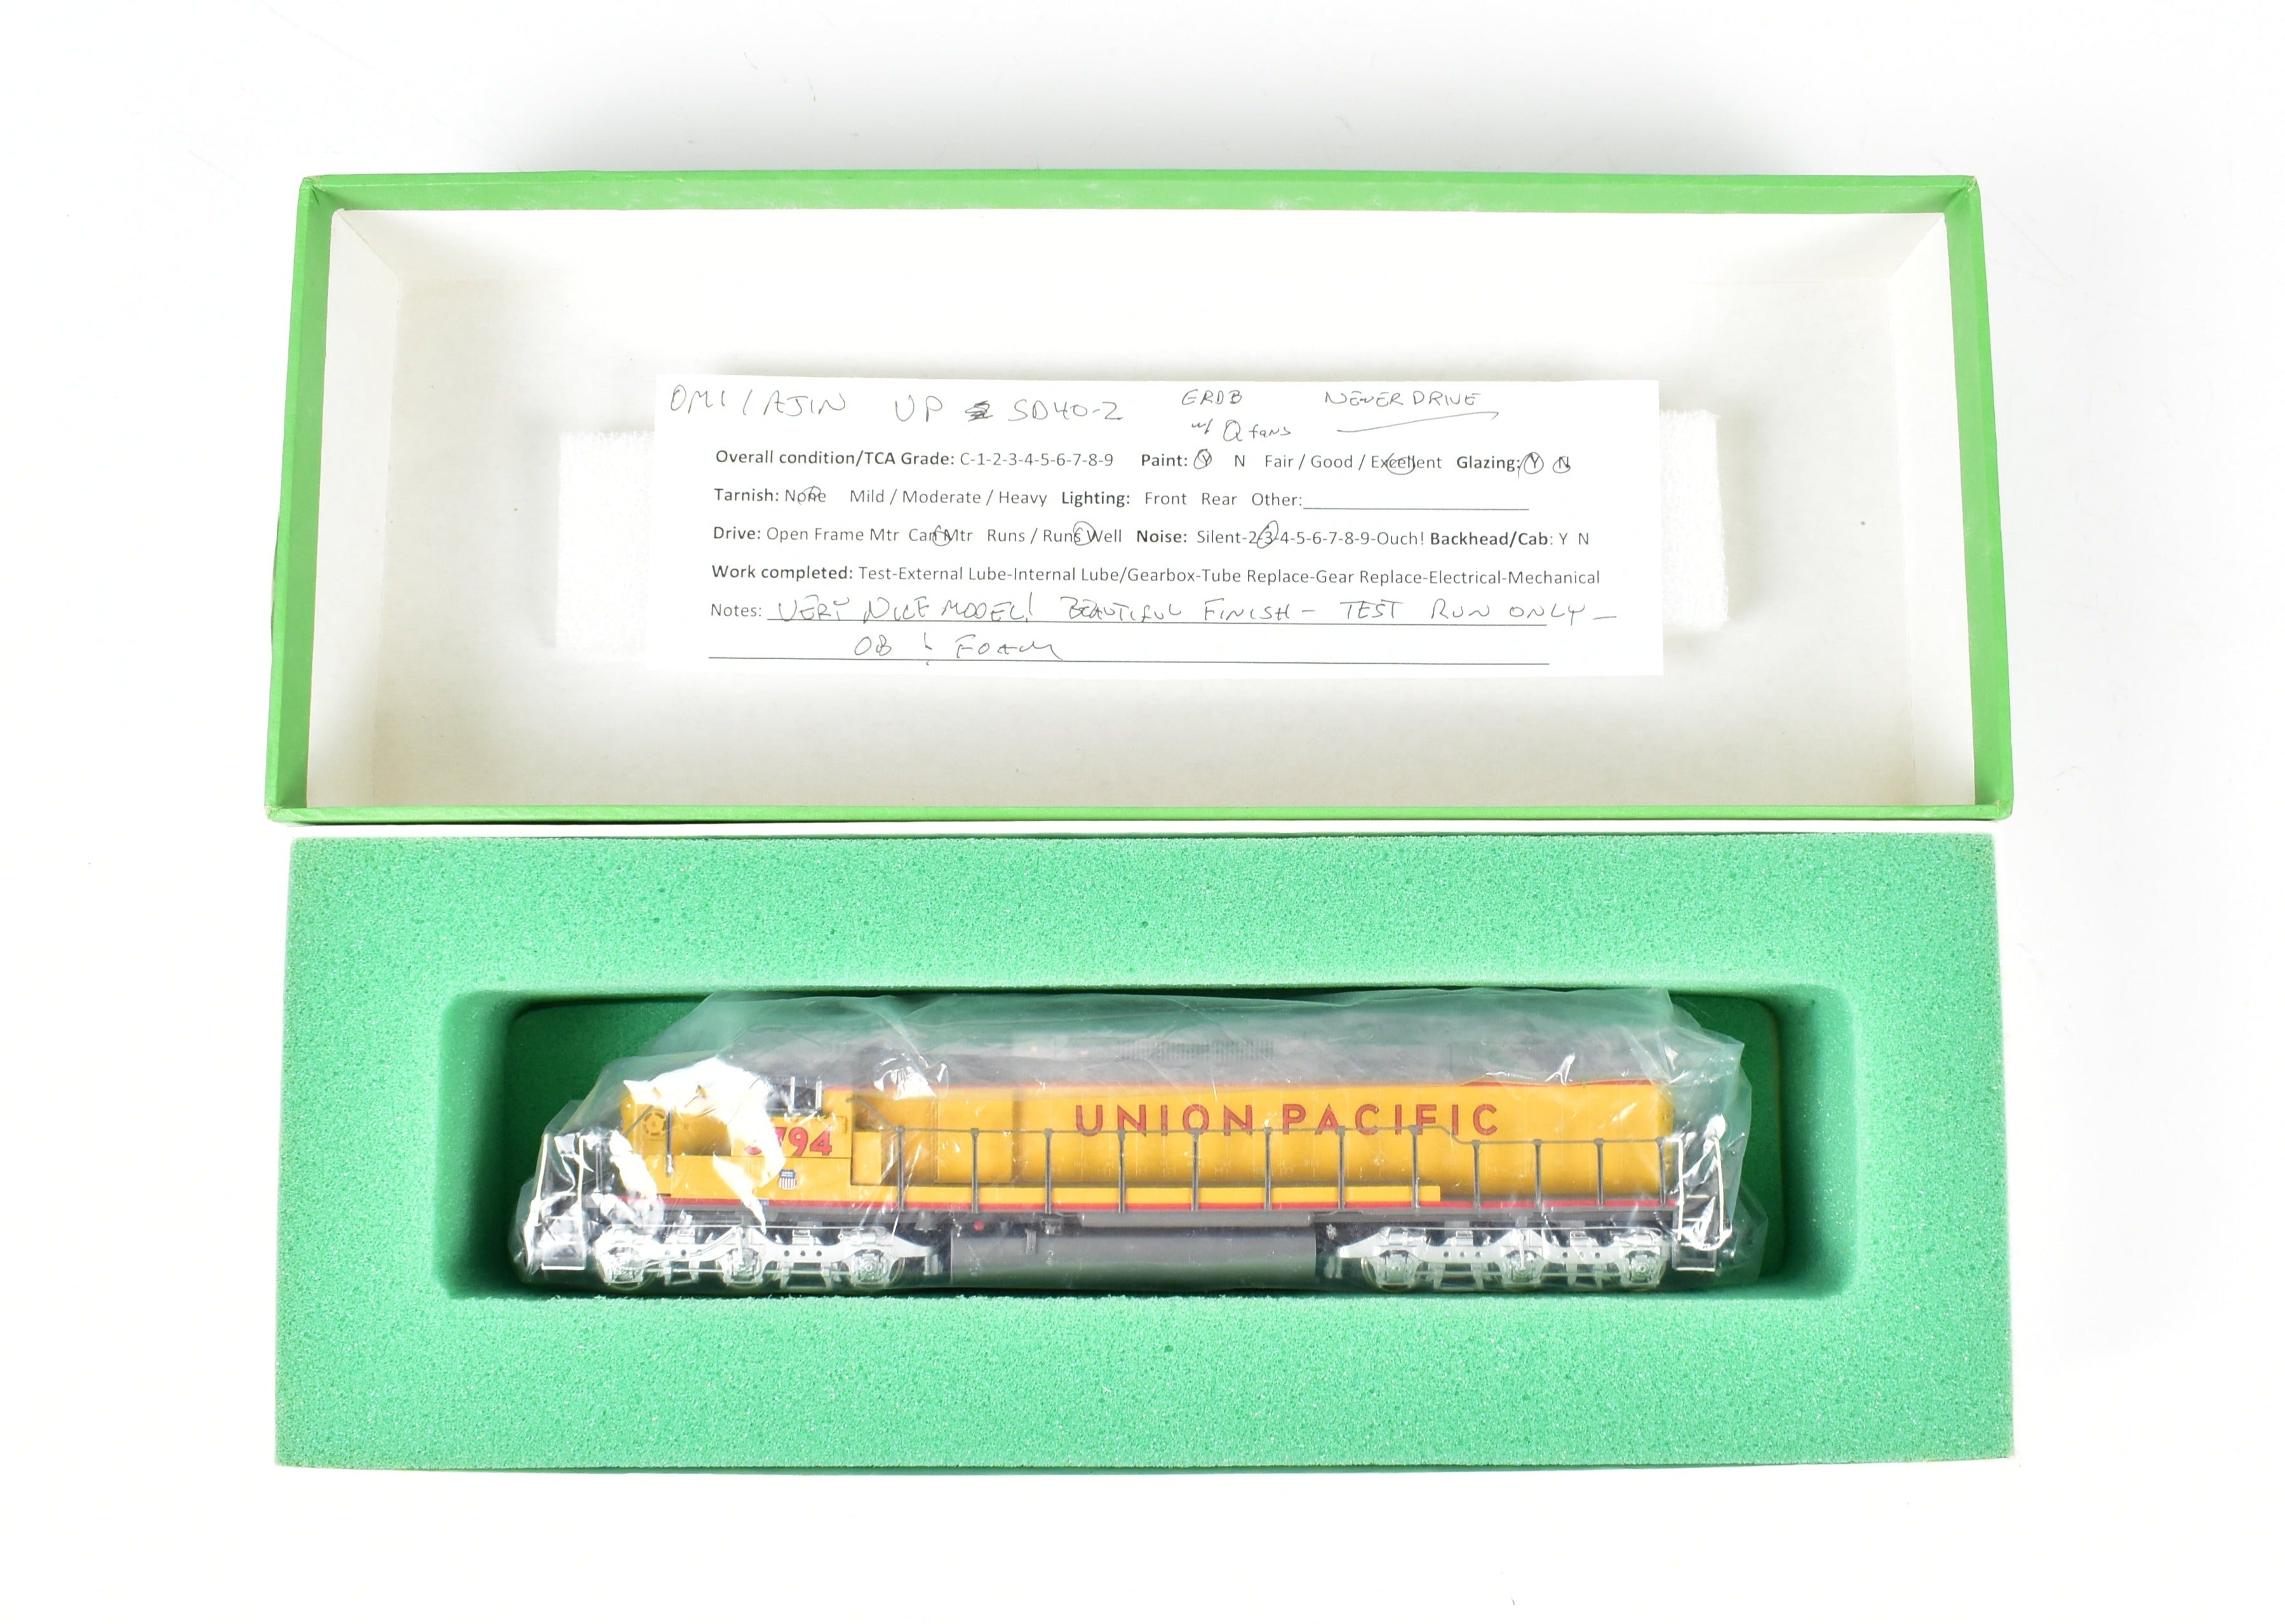 OMI / AJIN UP SD40-2 ERDB NEWER DRIVE
w/ Q fans
Overall condition/TCA Grade: C-1-2-3-4-5-6-7-8-9 Paint: Y N Fair / Good / Excellent Glazing: Y N
Tarnish: None Mild / Moderate / Heavy Lighting: Front Rear Other:
Drive: Open Frame Mtr Can Mtr Runs / Runs Well Noise: Silent-2-3-4-5-6-7-8-9-Ouch! Backhead/Cab: Y N
Work completed: Test-External Lube-Internal Lube/Gearbox-Tube Replace-Gear Replace-Electrical-Mechanical
Notes: VERY NICE MODEL! BEAUTIFUL FINISH - TEST RUN ONLY -
OB & FOAM
UNION PACIFIC
794